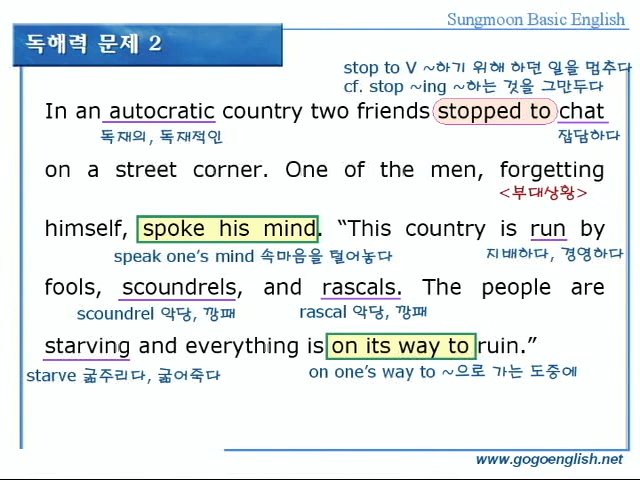 Sungmoon Basic English
독해력 문제 2
stop to V ~하기 위해 하던 일을 멈추다
cf. stop ~ing ~하는 것을 그만두다
In an autocratic country two friends stopped to chat
독재의, 독재적인 잡담하다
on a street corner. One of the men, forgetting
<부대상황>
himself, spoke his mind. “This country is run by
speak one’s mind 속마음을 털어놓다 지배하다, 경영하다
fools, scoundrels, and rascals. The people are
scoundrel 악당, 깡패 rascal 악당, 깡패
starving and everything is on its way to ruin.”
starve 굶주리다, 굶어죽다 on one’s way to ~으로 가는 도중에
www.gogoenglish.net